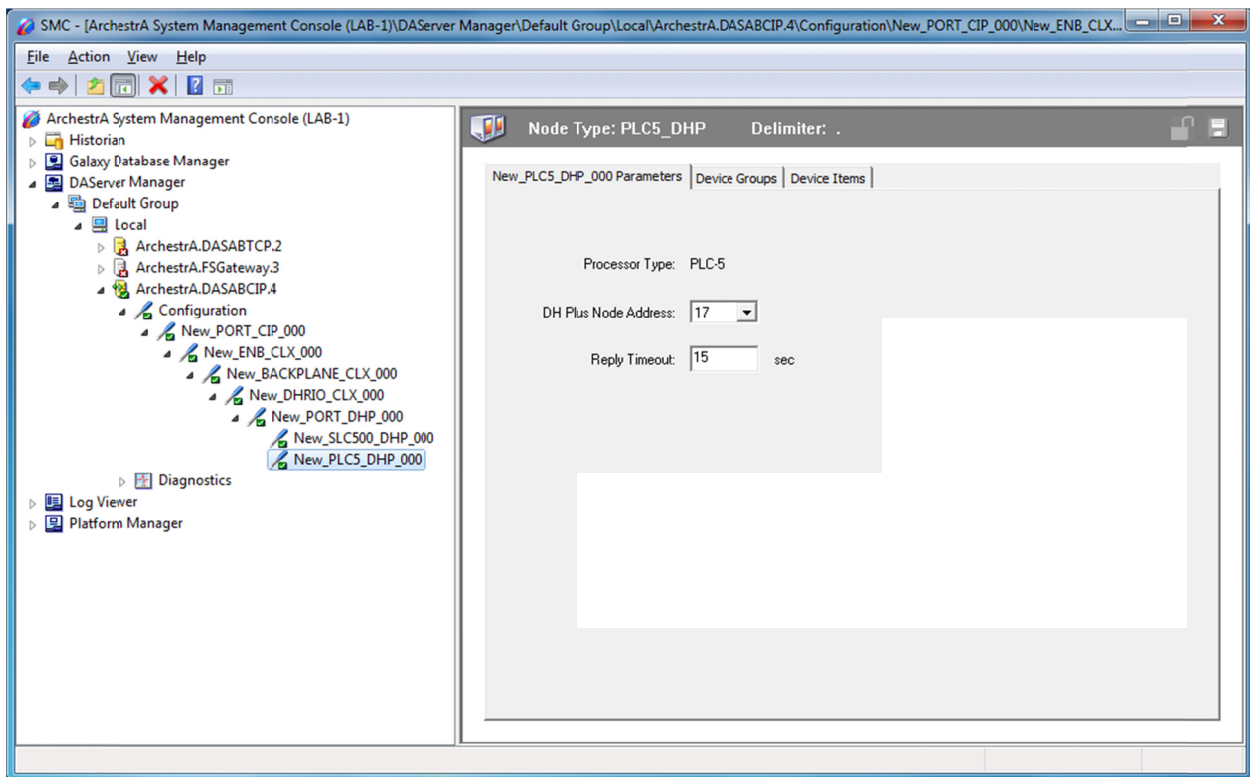 SMC - [ArchestrA System Management Console (LAB-1)\DAServer Manager\Default Group\Local\ArchestrA.DASABCIP.4\Configuration\New_PORT_CIP_000\New_ENB_CLX...
File Action View Help
ArchestrA System Management Console (LAB-1)
Historian
Galaxy Database Manager
DAServer Manager
Default Group
Local
ArchestrA.DASABTCP.2
ArchestrA.FSGateway.3
ArchestrA.DASABCIP.4
Configuration
New_PORT_CIP_000
New_ENB_CLX_000
New_BACKPLANE_CLX_000
New_DHRIO_CLX_000
New_PORT_DHP_000
New_SLC500_DHP_000
New_PLC5_DHP_000
Diagnostics
Log Viewer
Platform Manager
Node Type: PLC5_DHP Delimiter: .
New_PLC5_DHP_000 Parameters Device Groups Device Items
Processor Type: PLC-5
DH Plus Node Address: 17
Reply Timeout: 15 sec